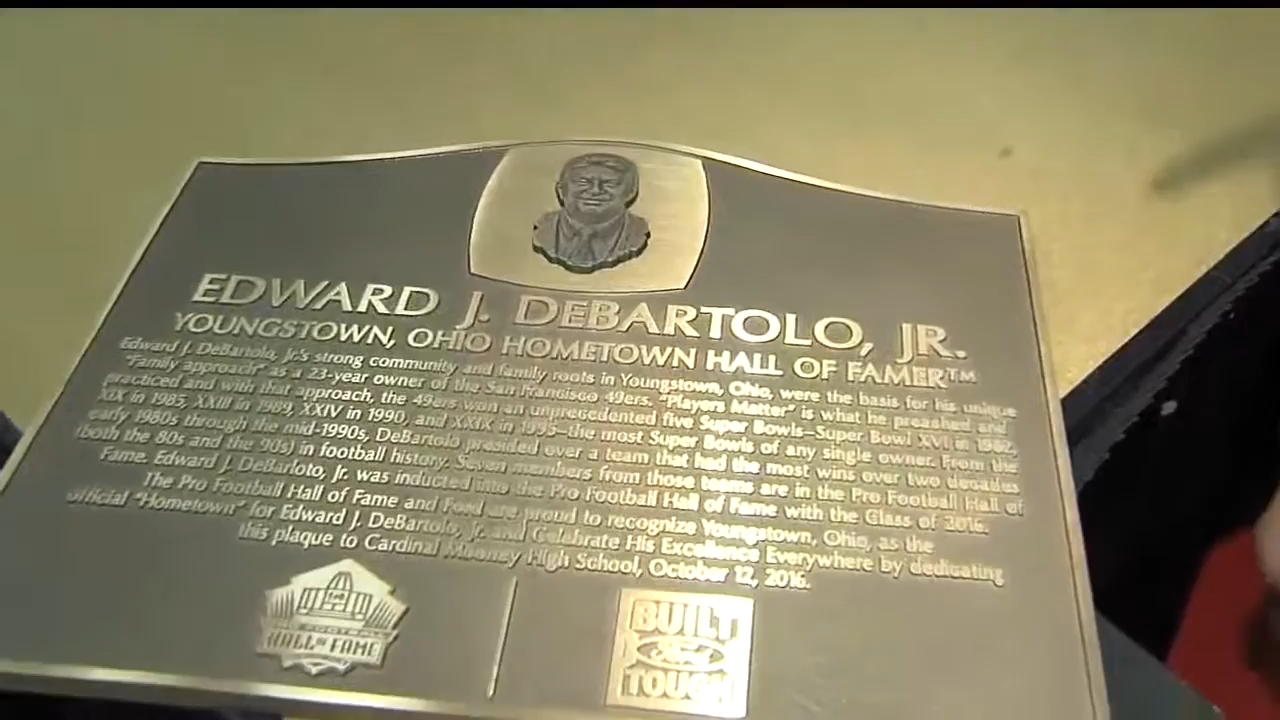 EDWARD J. DEBARTOLO, JR.
YOUNGSTOWN, OHIO HOMETOWN HALL OF FAMER™
Edward J. DeBartolo, Jr.'s strong community and family roots in Youngstown, Ohio, were the basis for his unique
"Family approach" as a 23-year owner of the San Francisco 49ers. "Players Matter" is what he preached and
practiced and with that approach, the 49ers won an unprecedented five Super Bowls—Super Bowl XVI in 1982,
XIX in 1985, XXIII in 1989, XXIV in 1990, and XXIX in 1995—the most Super Bowls of any single owner. From the
early 1980s through the mid-1990s, DeBartolo presided over a team that had the most wins over two decades
(both the 80s and the 90s) in football history. Seven members from those teams are in the Pro Football Hall of
Fame. Edward J. DeBartolo, Jr. was inducted into the Pro Football Hall of Fame with the Class of 2016.
The Pro Football Hall of Fame and Ford are proud to recognize Youngstown, Ohio, as the
official "Hometown" for Edward J. DeBartolo, Jr. and Celebrate His Excellence Everywhere by dedicating
this plaque to Cardinal Mooney High School, October 12, 2016.
PRO FOOTBALL
HALL OF FAME
BUILT
Ford
TOUGH